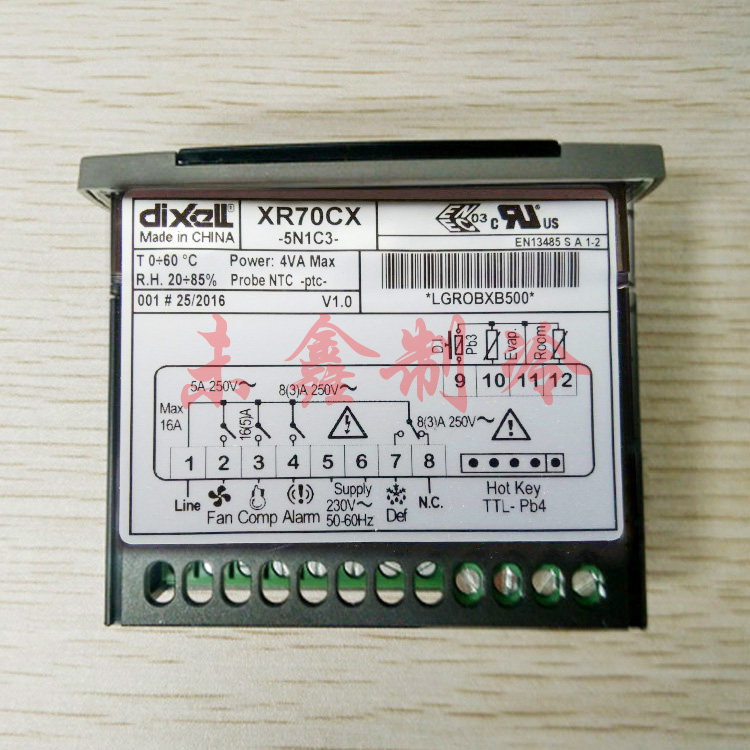 dixell
XR70CX
-5N1C3-
Made in CHINA
03
c
US
EN13485 S A 1-2
T 0÷60 °C Power: 4VA Max
R.H. 20÷85% Probe NTC -ptc-
001 # 25/2016 V1.0
*LGROBXB500*
D.I.
Pb3
Evap.
Room
9 10 11 12
5A 250V~
8(3)A 250V~
Max
16A
16(5)A
8(3)A 250V~
1 2 3 4 5 6 7 8
Line
Fan Comp Alarm
Supply
230V~
50-60Hz
Def
N.C.
Hot Key
TTL- Pb4
未鑫制冷